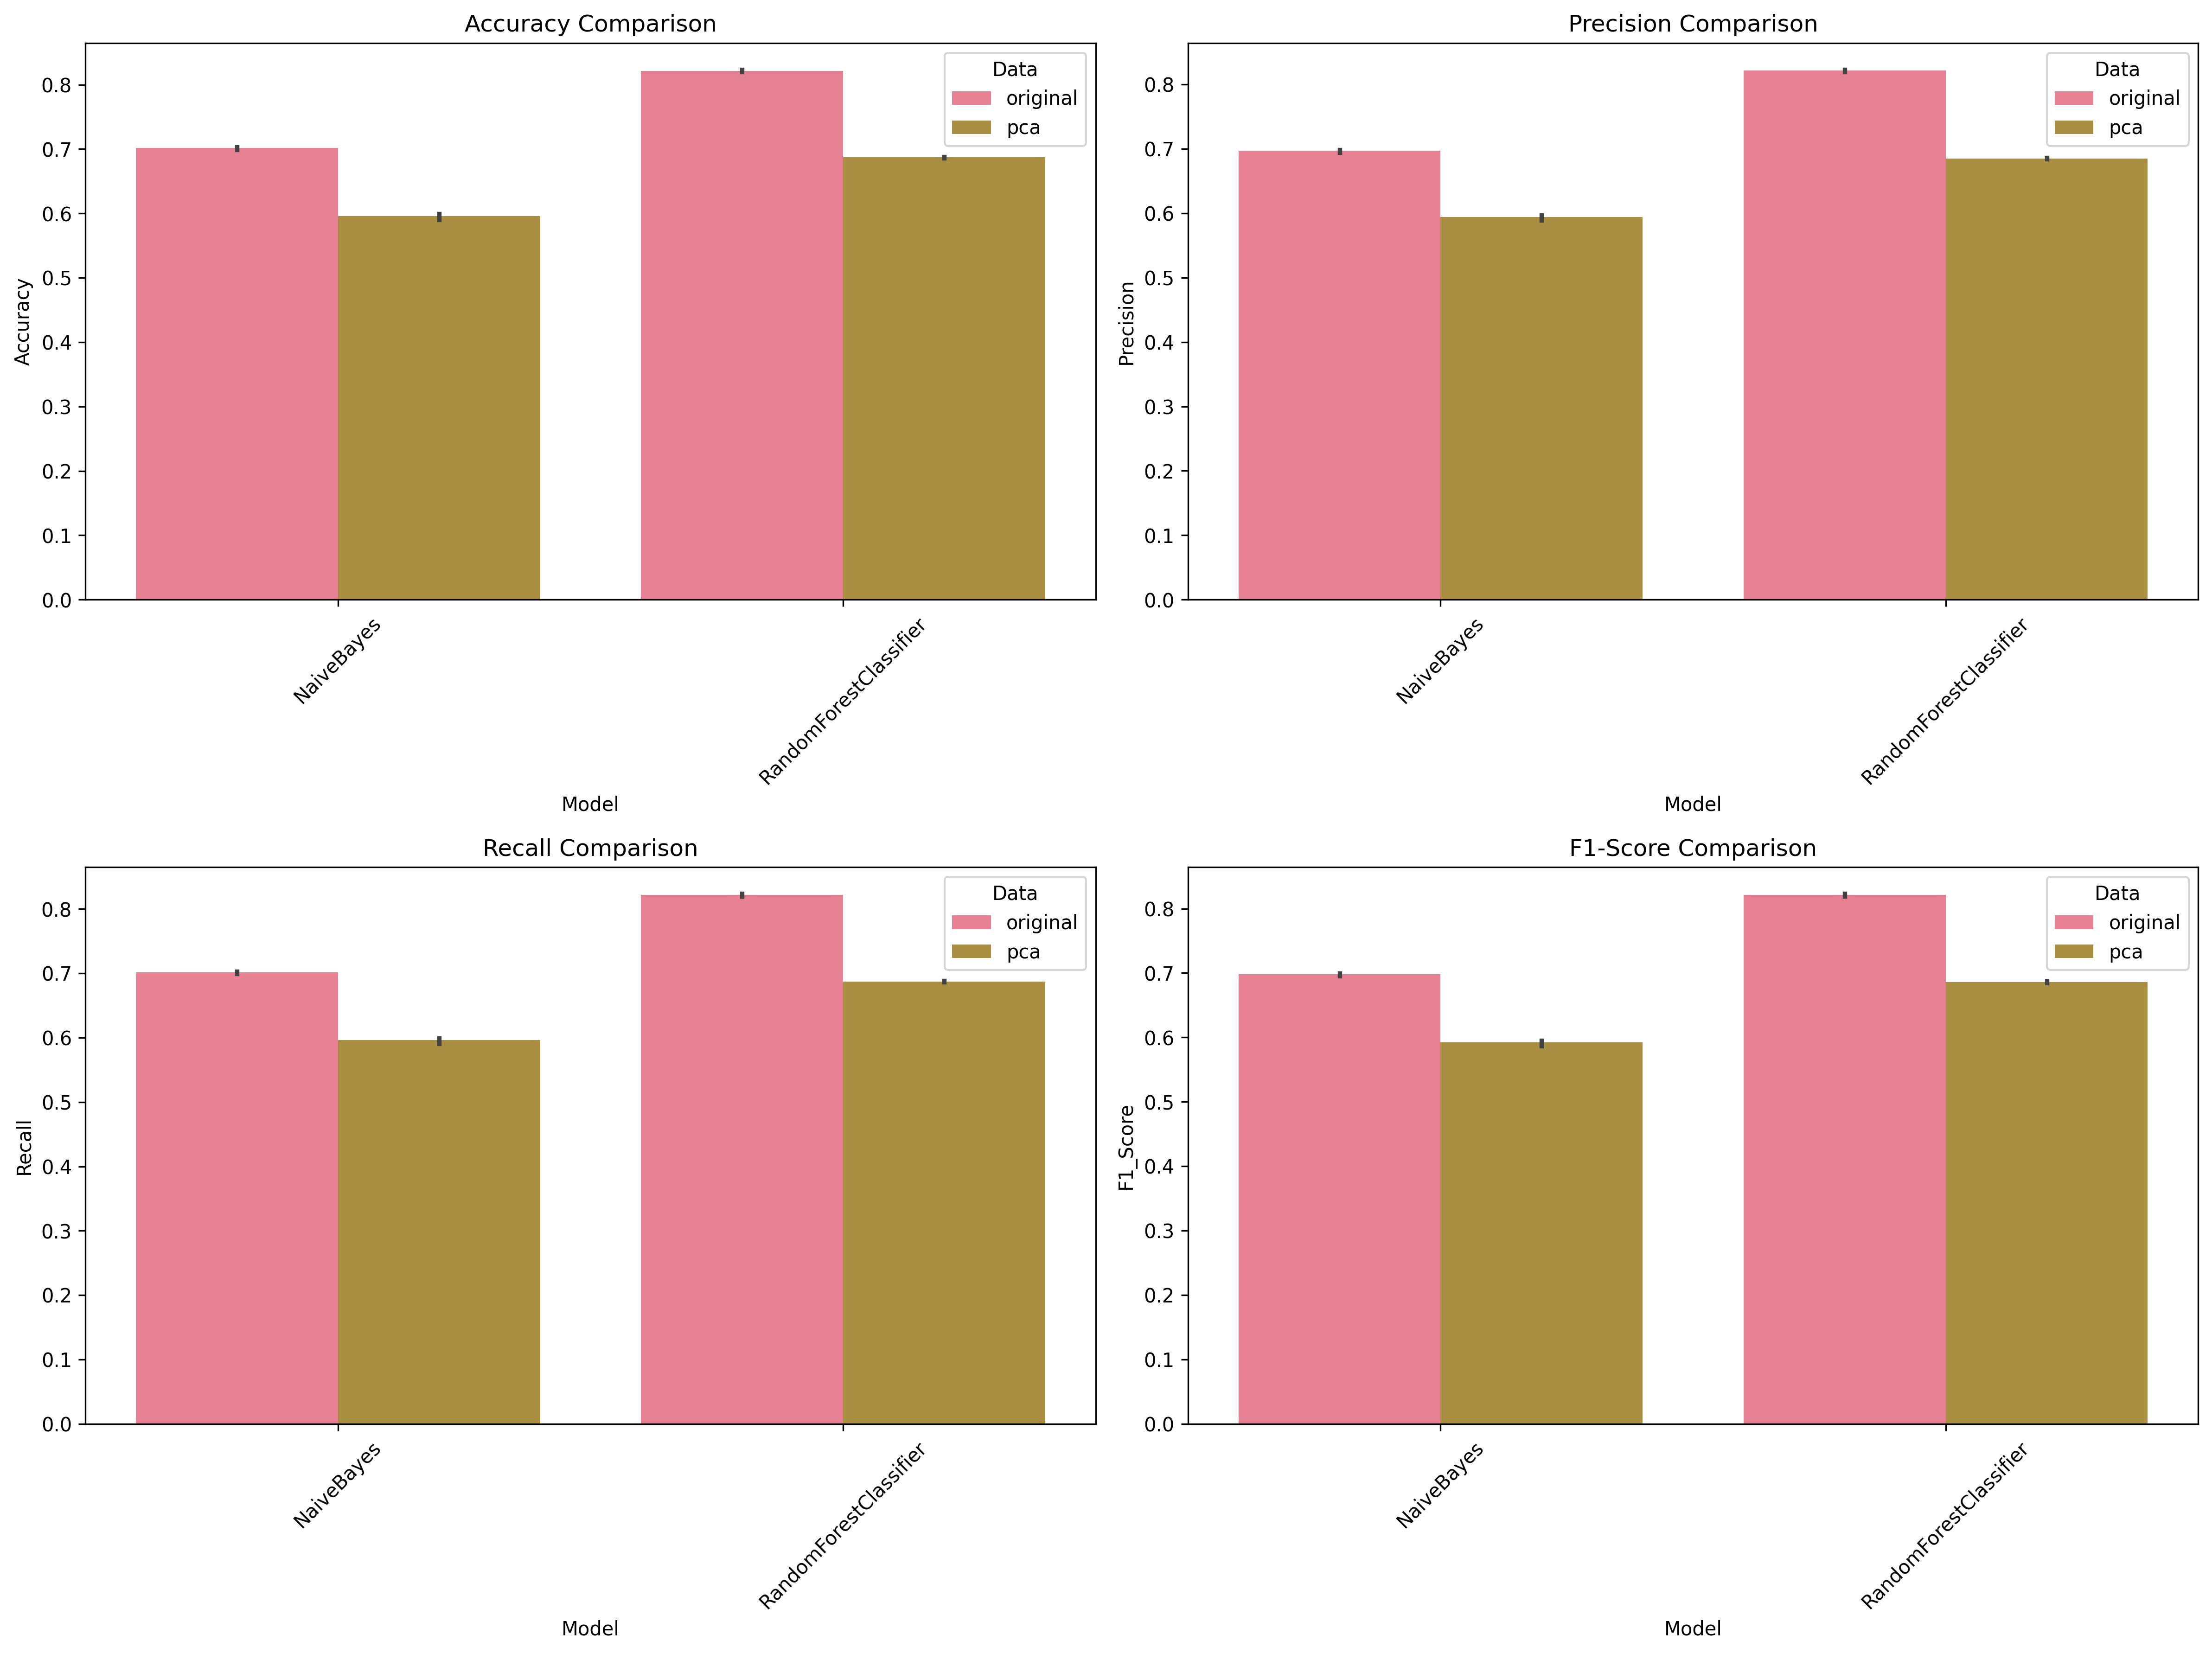 Accuracy Comparison
Accuracy
0.8
0.7
0.6
0.5
0.4
0.3
0.2
0.1
0.0
Data
original
pca
NaiveBayes
RandomForestClassifier
Model
Precision Comparison
Precision
0.8
0.7
0.6
0.5
0.4
0.3
0.2
0.1
0.0
Data
original
pca
NaiveBayes
RandomForestClassifier
Model
Recall Comparison
Recall
0.8
0.7
0.6
0.5
0.4
0.3
0.2
0.1
0.0
Data
original
pca
NaiveBayes
RandomForestClassifier
Model
F1-Score Comparison
F1_Score
0.8
0.7
0.6
0.5
0.4
0.3
0.2
0.1
0.0
Data
original
pca
NaiveBayes
RandomForestClassifier
Model